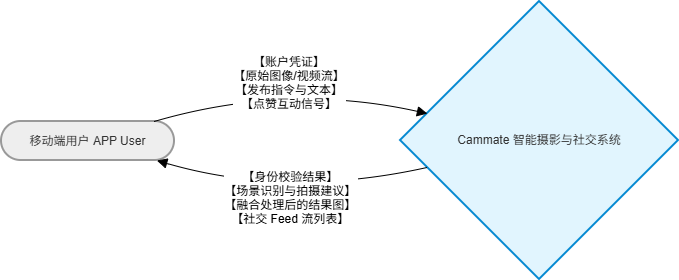 【账户凭证】
【原始图像/视频流】
【发布指令与文本】
【点赞互动信号】
移动端用户 APP User
Cammate 智能摄影与社交系统
【身份校验结果】
【场景识别与拍摄建议】
【融合处理后的结果图】
【社交 Feed 流列表】